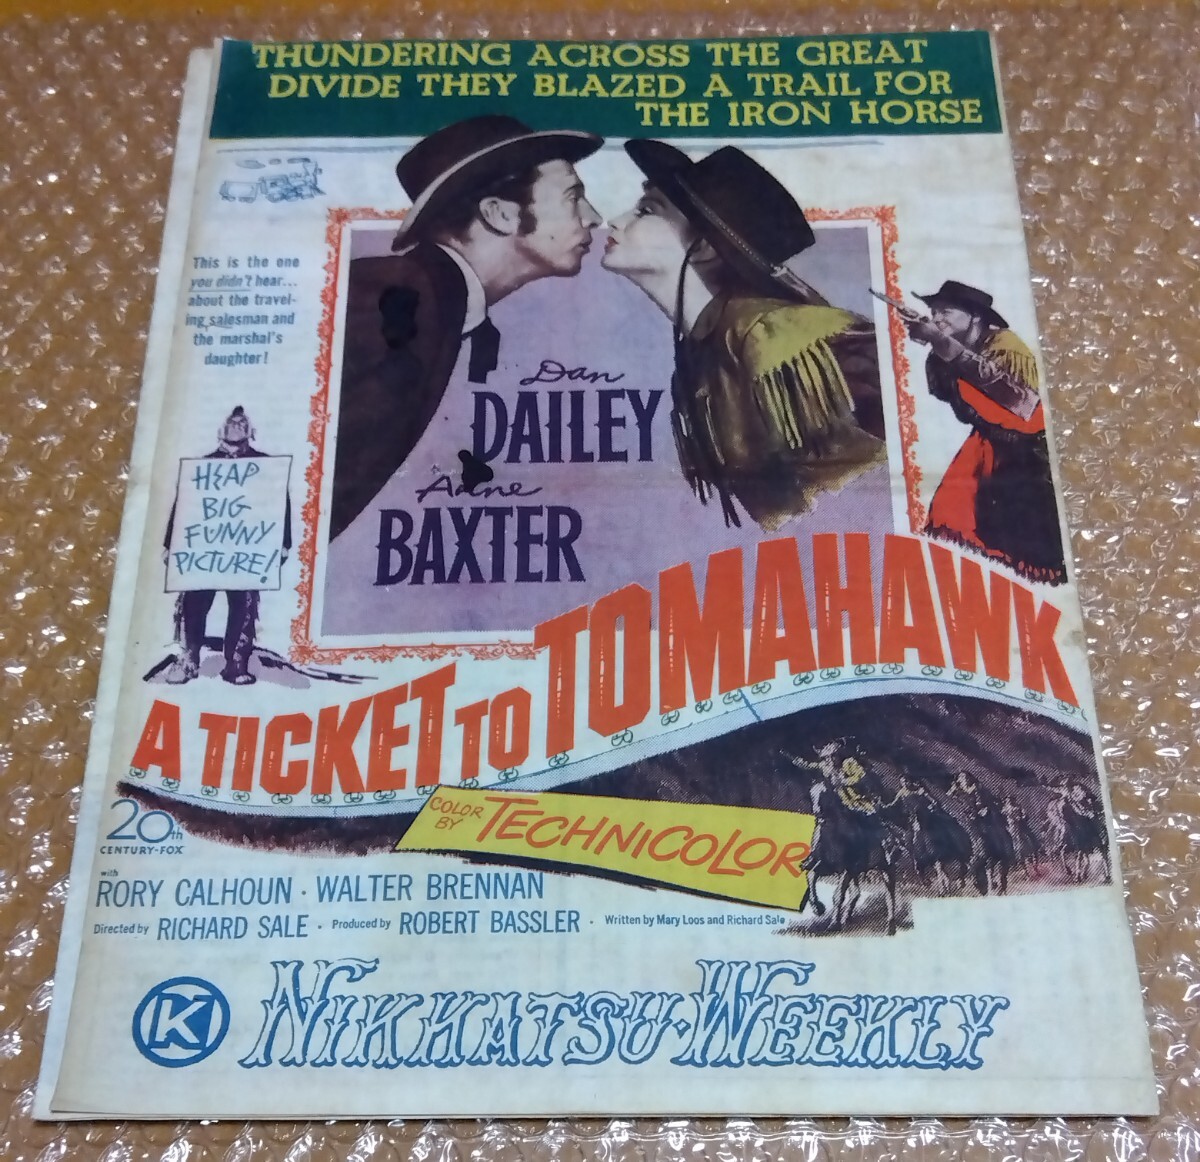 THUNDERING ACROSS THE GREAT
DIVIDE THEY BLAZED A TRAIL FOR
THE IRON HORSE
This is the one
you didn't hear...
about the travel-
ing salesman and
the marshal's
daughter!
HEAP
BIG
FUNNY
PICTURE!
Dan
DAILEY
Anne
BAXTER
A TICKET TO TOMAHAWK
COLOR
BY
TECHNICOLOR
20th
CENTURY-FOX
with
RORY CALHOUN · WALTER BRENNAN
Directed by RICHARD SALE · Produced by ROBERT BASSLER · Written by Mary Loos and Richard Sale
K NIKKATSU·WEEKLY